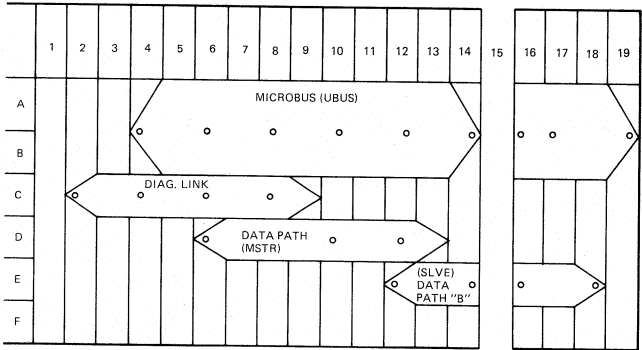 1 2 3 4 5 6 7 8 9 10 11 12 13 14 15 16 17 18 19
A
MICROBUS (UBUS)
B
C
DIAG. LINK
D
DATA PATH
(MSTR)
E
(SLVE)
DATA
PATH "B"
F